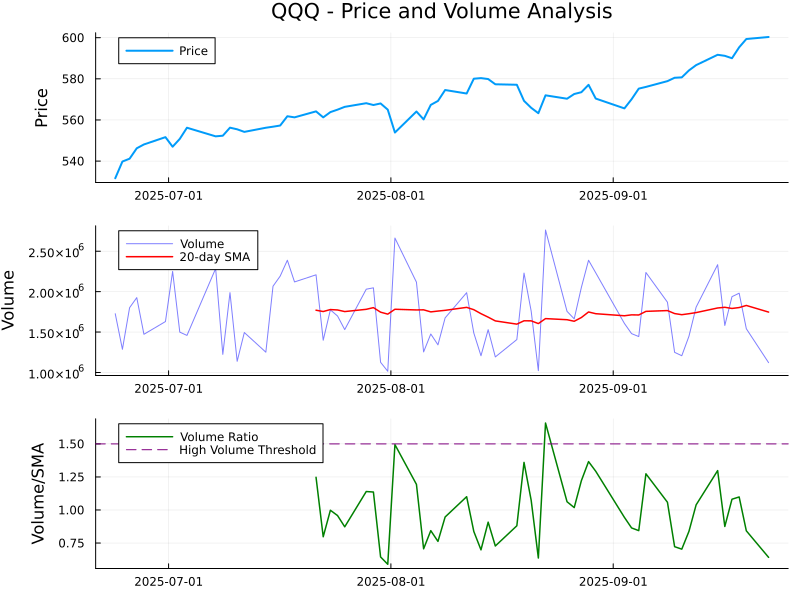 QQQ - Price and Volume Analysis
Price
600
580
560
540
Price
2025-07-01 2025-08-01 2025-09-01
Volume
20-day SMA
2.50×10⁶
2.00×10⁶
1.50×10⁶
1.00×10⁶
Volume
2025-07-01 2025-08-01 2025-09-01
Volume Ratio
High Volume Threshold
1.50
1.25
1.00
0.75
Volume/SMA
2025-07-01 2025-08-01 2025-09-01